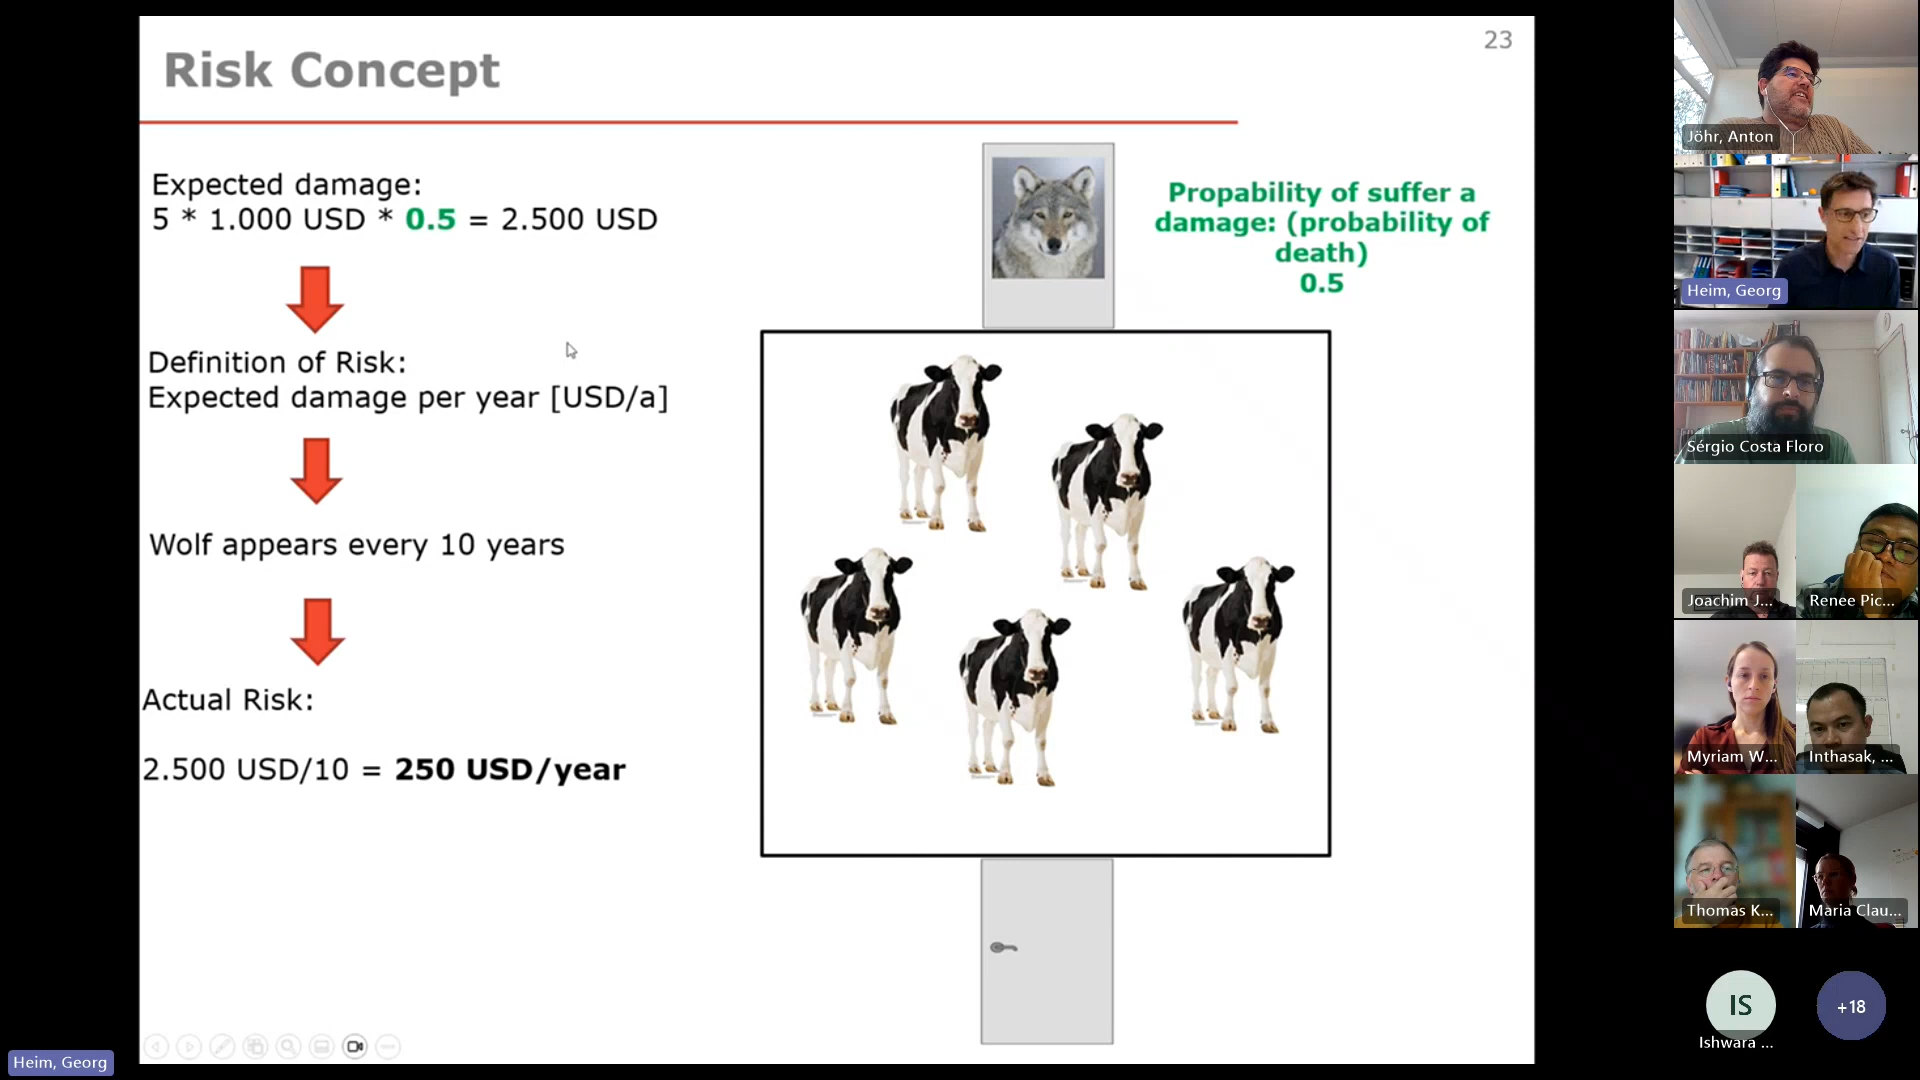 23
Risk Concept
Expected damage:
5 * 1.000 USD * 0.5 = 2.500 USD
Definition of Risk:
Expected damage per year [USD/a]
Wolf appears every 10 years
Actual Risk:
2.500 USD/10 = 250 USD/year
Propability of suffer a
damage: (probability of
death)
0.5
Heim, Georg
Jöhr, Anton
Heim, Georg
Sérgio Costa Floro
Joachim J...
Renee Pic...
Myriam W...
Inthasak, ...
Thomas K...
Maria Clau...
IS
Ishwara ...
+18